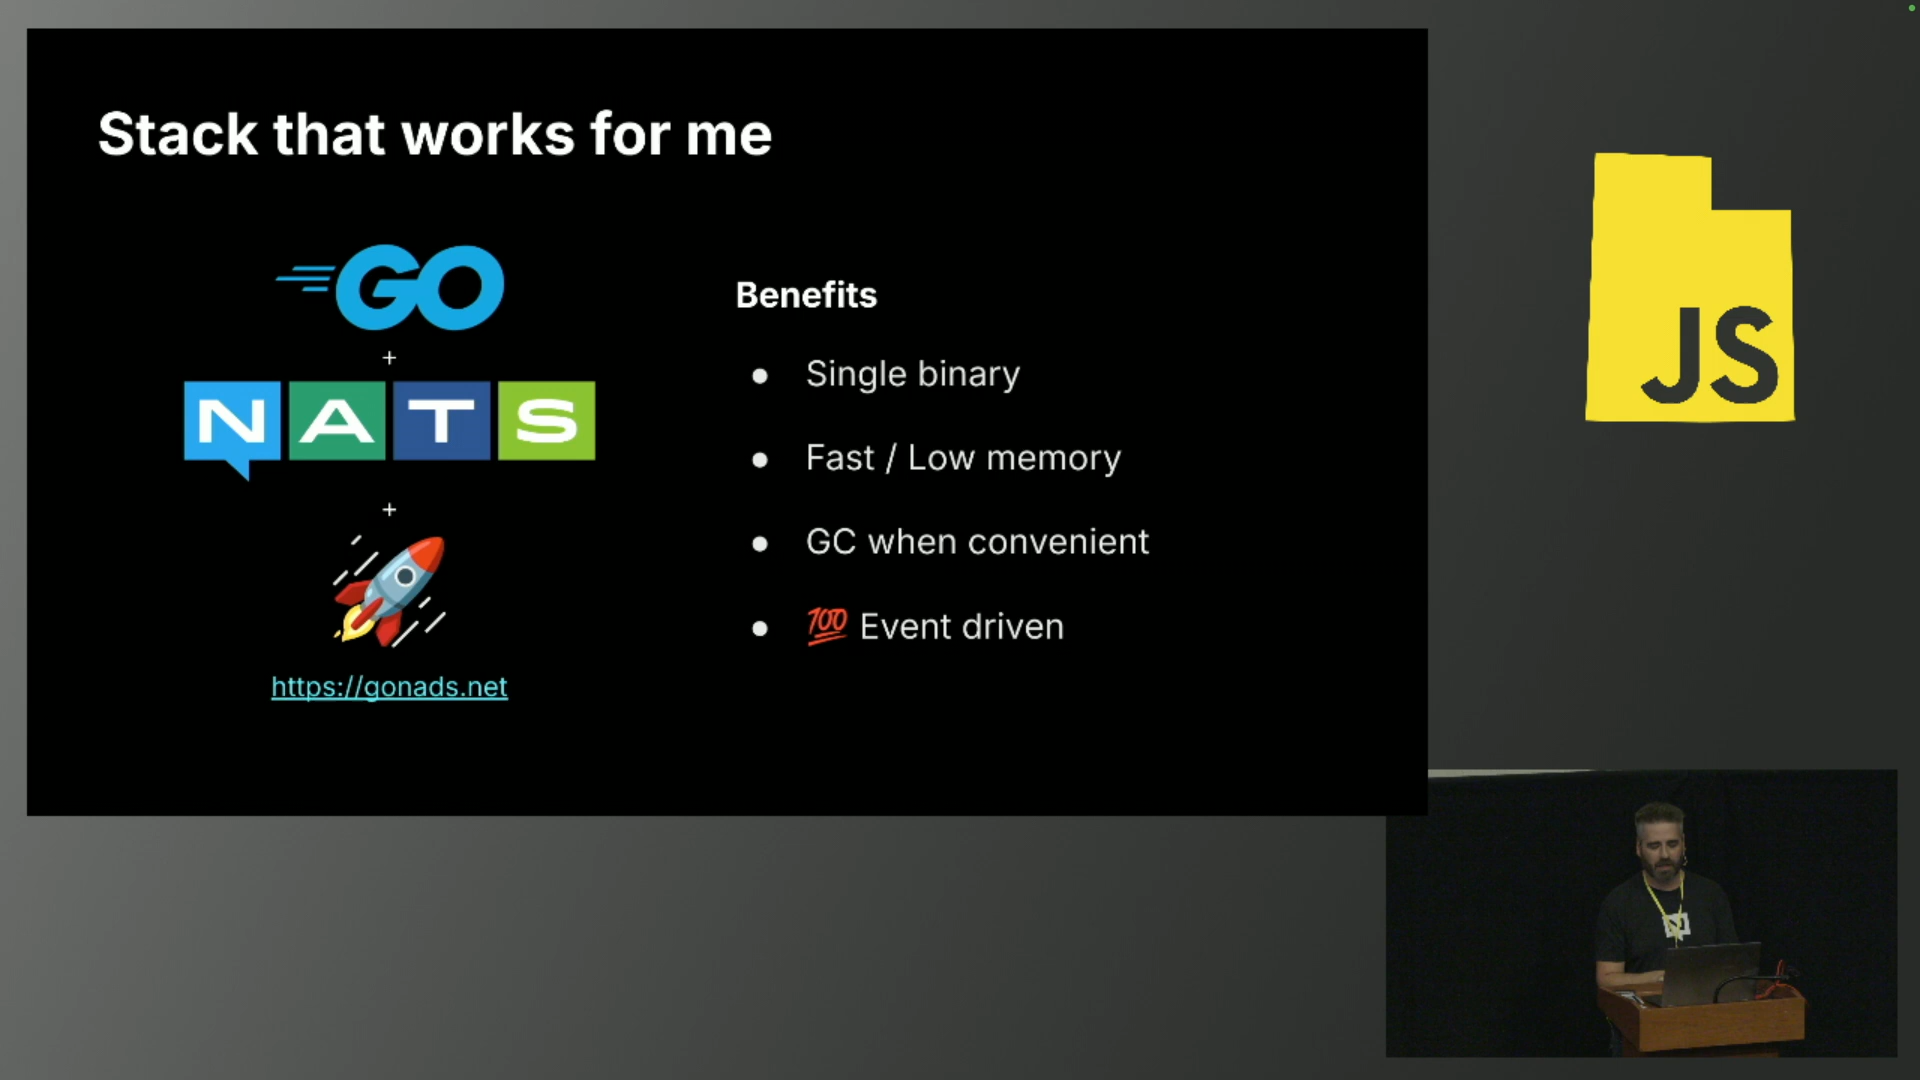 Stack that works for me
GO
+
NATS
+
https://gonads.net
Benefits
● Single binary
● Fast / Low memory
● GC when convenient
● 💯 Event driven
JS
N